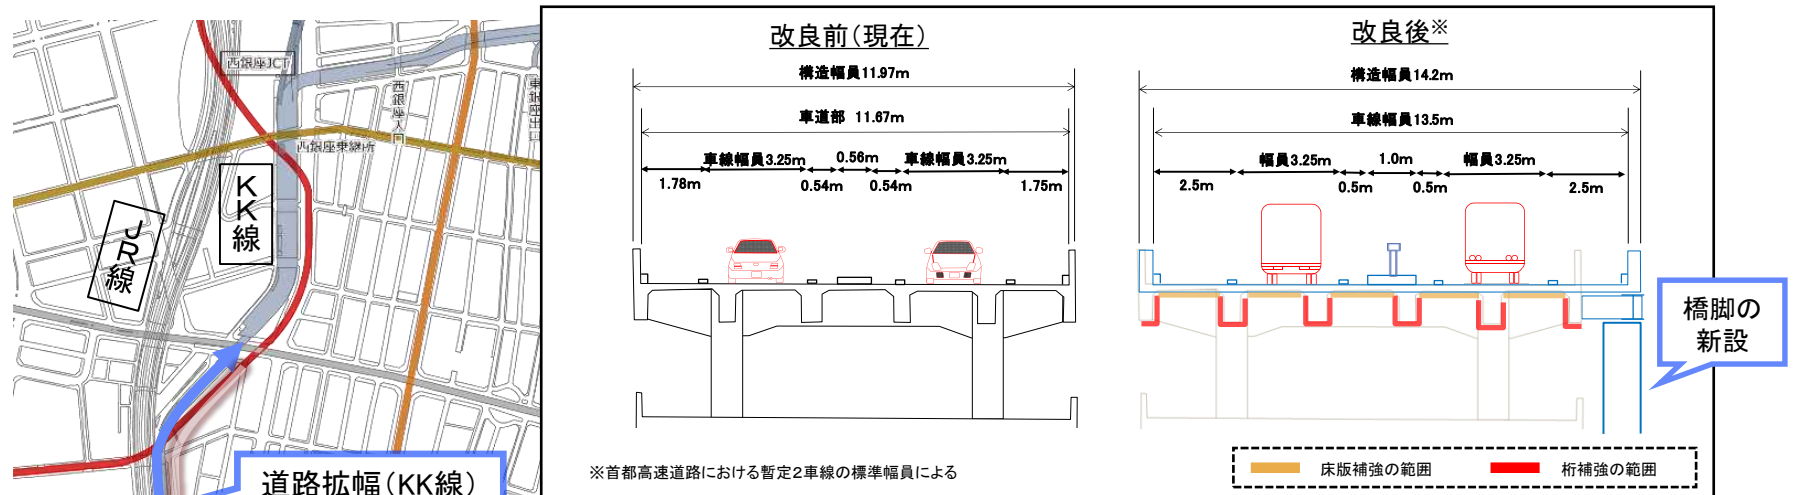 西銀座JCT
西銀座入口
東銀座出口
西銀座乗継所
KK線
JR線
道路拡幅(KK線)
改良前(現在)
構造幅員11.97m
車道部 11.67m
車線幅員3.25m
0.56m
車線幅員3.25m
1.78m
0.54m
0.54m
1.75m
※首都高速道路における暫定2車線の標準幅員による
改良後※
構造幅員14.2m
車線幅員13.5m
幅員3.25m
1.0m
幅員3.25m
2.5m
0.5m
0.5m
2.5m
橋脚の
新設
床版補強の範囲
桁補強の範囲